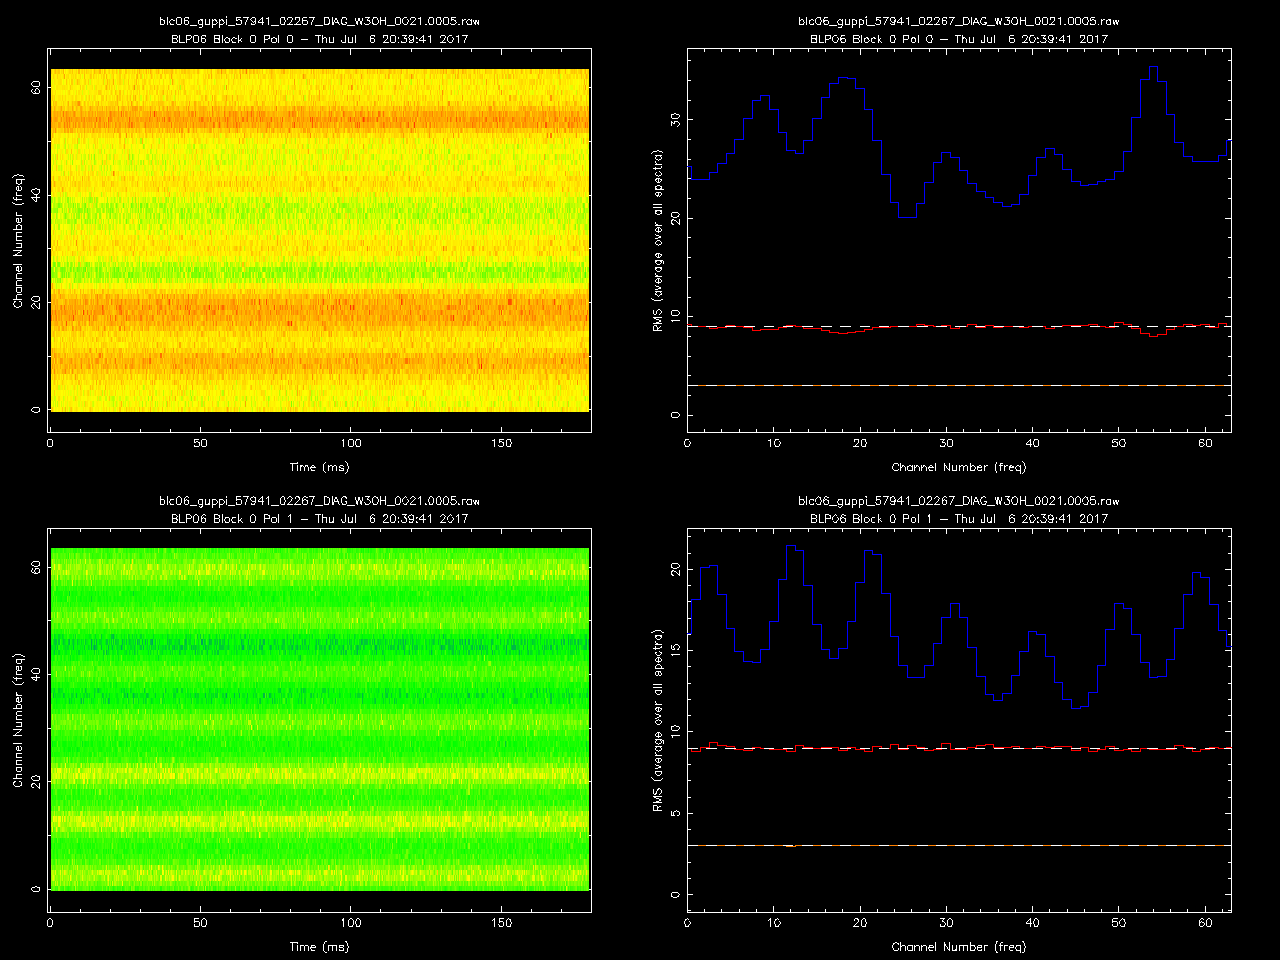 blc06_guppi_57941_02267_DIAG_W3OH_0021.0005.raw
BLP06 Block 0 Pol 0 – Thu Jul  6 20:39:41 2017
Channel Number (freq)
60
40
20
0
0 50 100 150
Time (ms)
blc06_guppi_57941_02267_DIAG_W3OH_0021.0005.raw
BLP06 Block 0 Pol 0 – Thu Jul  6 20:39:41 2017
RMS (average over all spectra)
30
20
10
0
0 10 20 30 40 50 60
Channel Number (freq)
blc06_guppi_57941_02267_DIAG_W3OH_0021.0005.raw
BLP06 Block 0 Pol 1 – Thu Jul  6 20:39:41 2017
Channel Number (freq)
60
40
20
0
0 50 100 150
Time (ms)
blc06_guppi_57941_02267_DIAG_W3OH_0021.0005.raw
BLP06 Block 0 Pol 1 – Thu Jul  6 20:39:41 2017
RMS (average over all spectra)
20
15
10
5
0
0 10 20 30 40 50 60
Channel Number (freq)